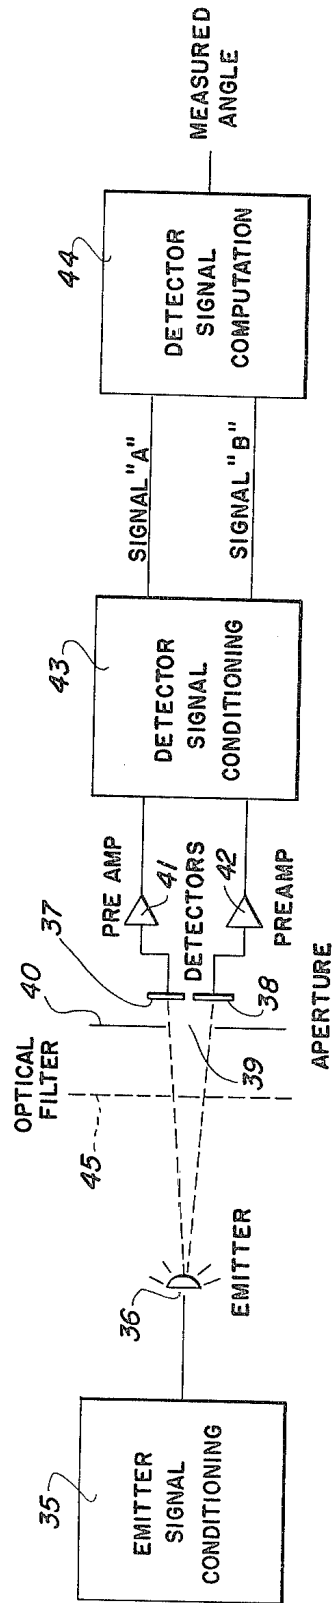 35
EMITTER
SIGNAL
CONDITIONING
36
EMITTER
OPTICAL
FILTER
45
40
37
39
38
APERTURE
DETECTORS
PRE AMP
41
42
PREAMP
43
DETECTOR
SIGNAL
CONDITIONING
SIGNAL "A"
SIGNAL "B"
44
DETECTOR
SIGNAL
COMPUTATION
MEASURED
ANGLE